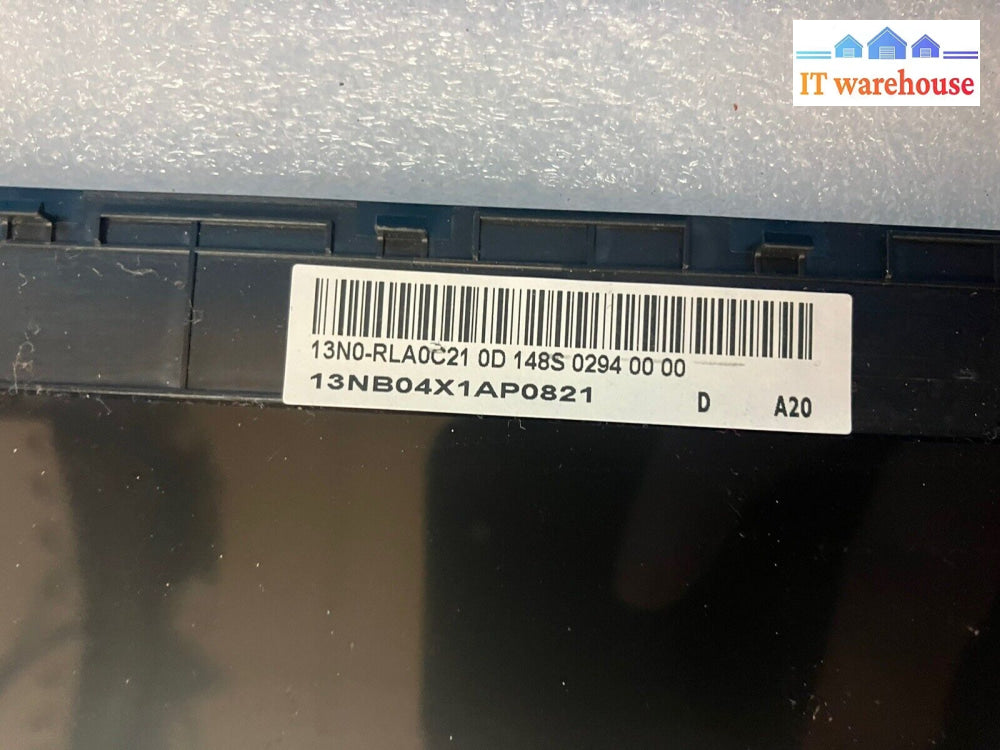 IT warehouse
13N0-RLA0C21 0D 148S 0294 00 00
13NB04X1AP0821 D A20